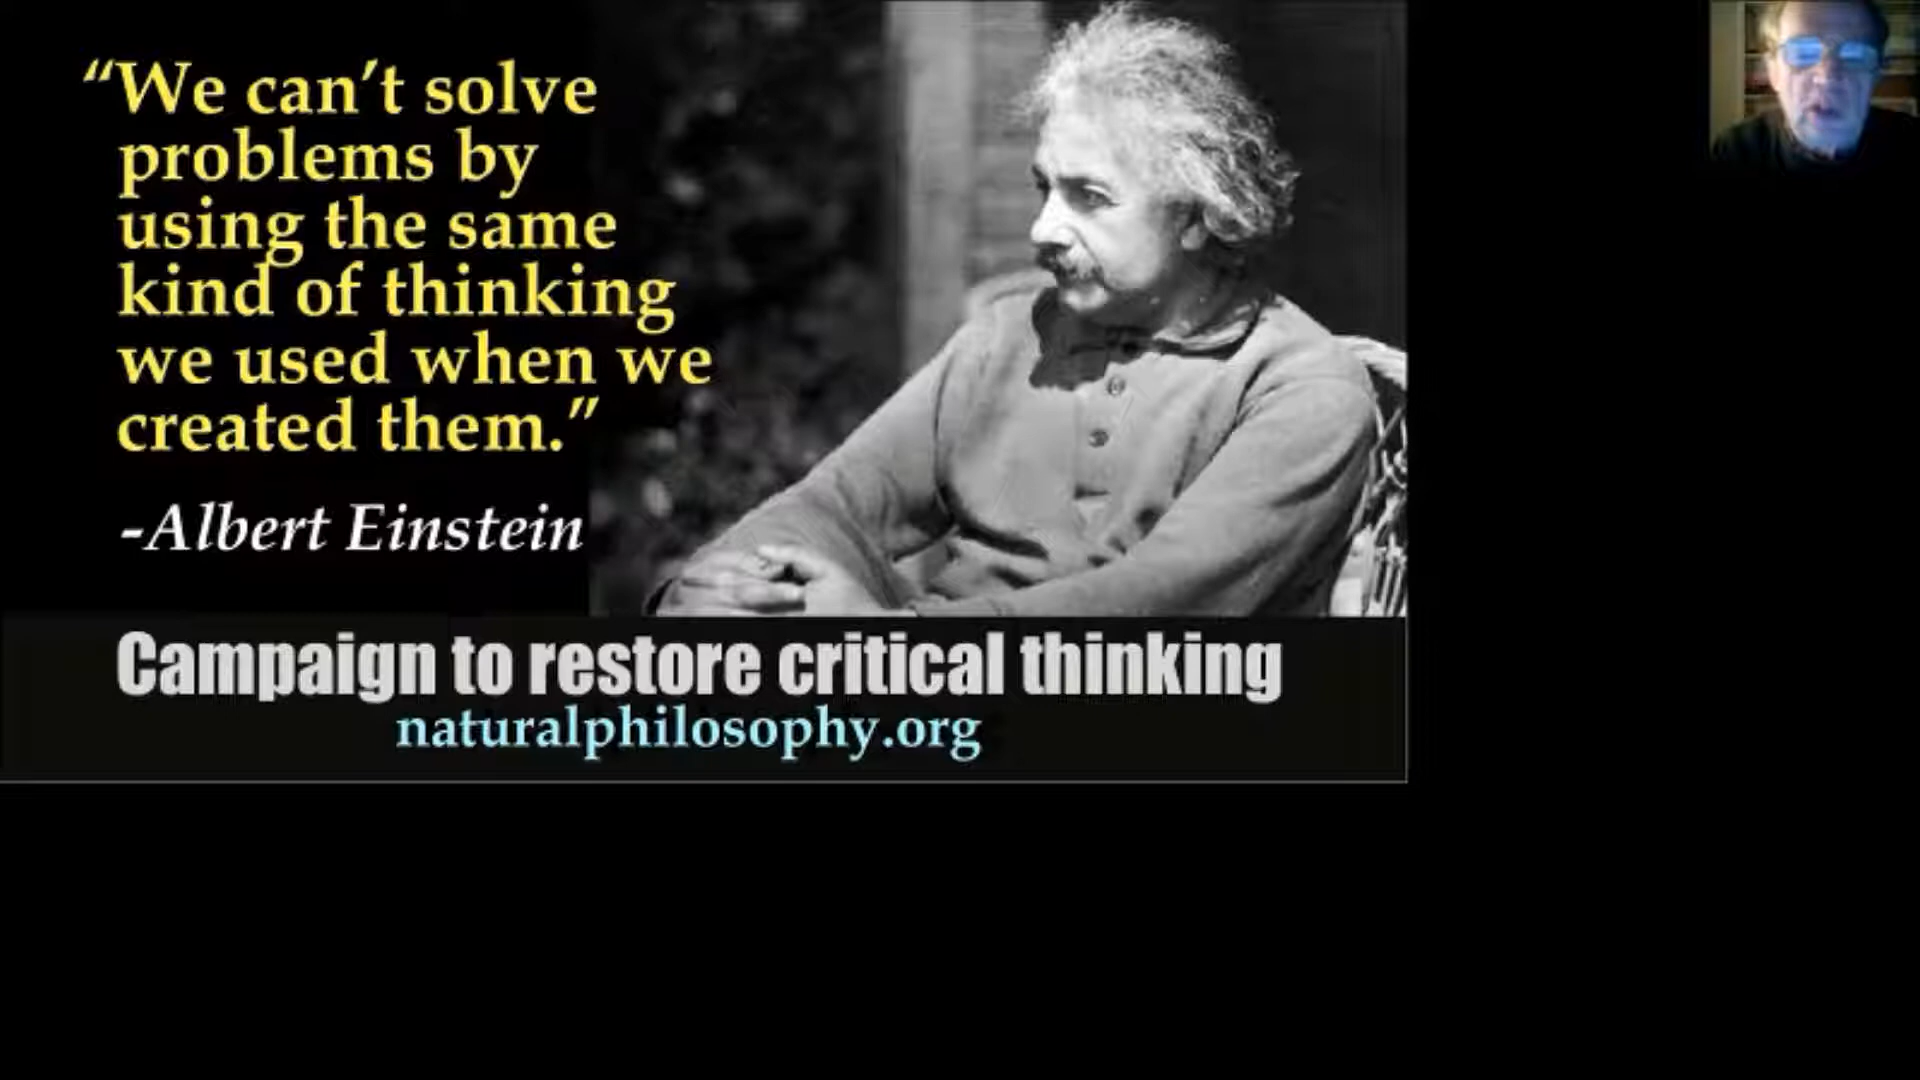 “We can’t solve
problems by
using the same
kind of thinking
we used when we
created them.”
-Albert Einstein
Campaign to restore critical thinking
naturalphilosophy.org